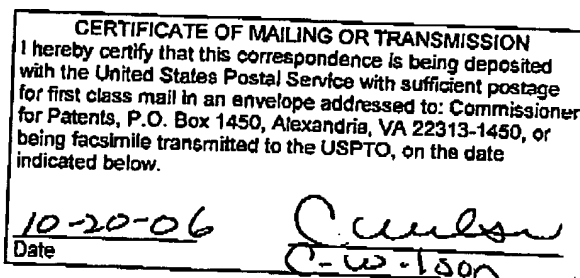 CERTIFICATE OF MAILING OR TRANSMISSION
I hereby certify that this correspondence is being deposited
with the United States Postal Service with sufficient postage
for first class mail in an envelope addressed to: Commissioner
for Patents, P.O. Box 1450, Alexandria, VA 22313-1450, or
being facsimile transmitted to the USPTO, on the date
indicated below.
10-20-06 C. Wilson
Date C. Wilson